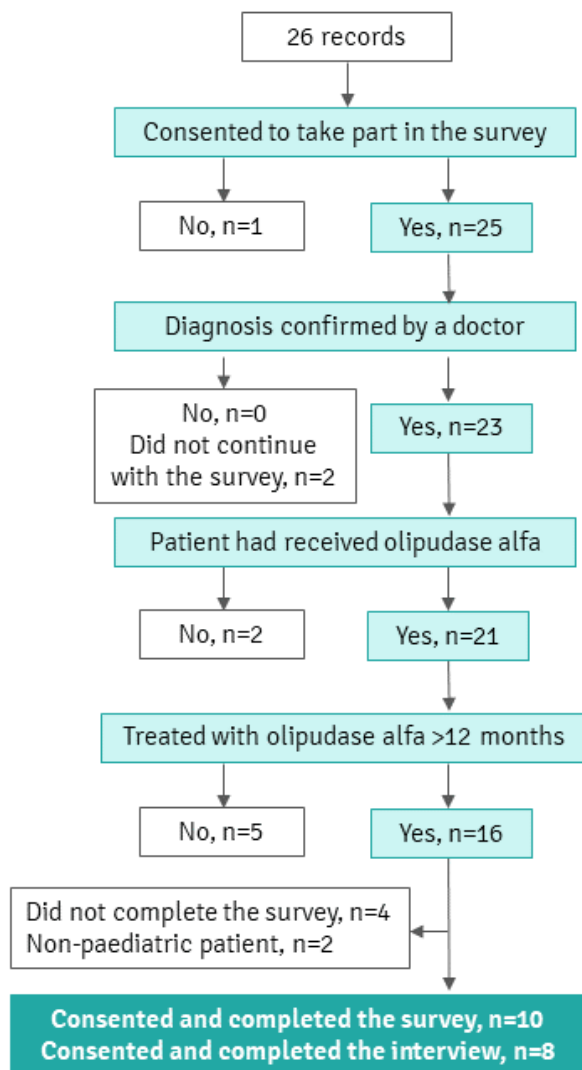 26 records
Consented to take part in the survey
No, n=1
Yes, n=25
Diagnosis confirmed by a doctor
No, n=0
Did not continue
with the survey, n=2
Yes, n=23
Patient had received olipudase alfa
No, n=2
Yes, n=21
Treated with olipudase alfa >12 months
No, n=5
Yes, n=16
Did not complete the survey, n=4
Non-paediatric patient, n=2
Consented and completed the survey, n=10
Consented and completed the interview, n=8